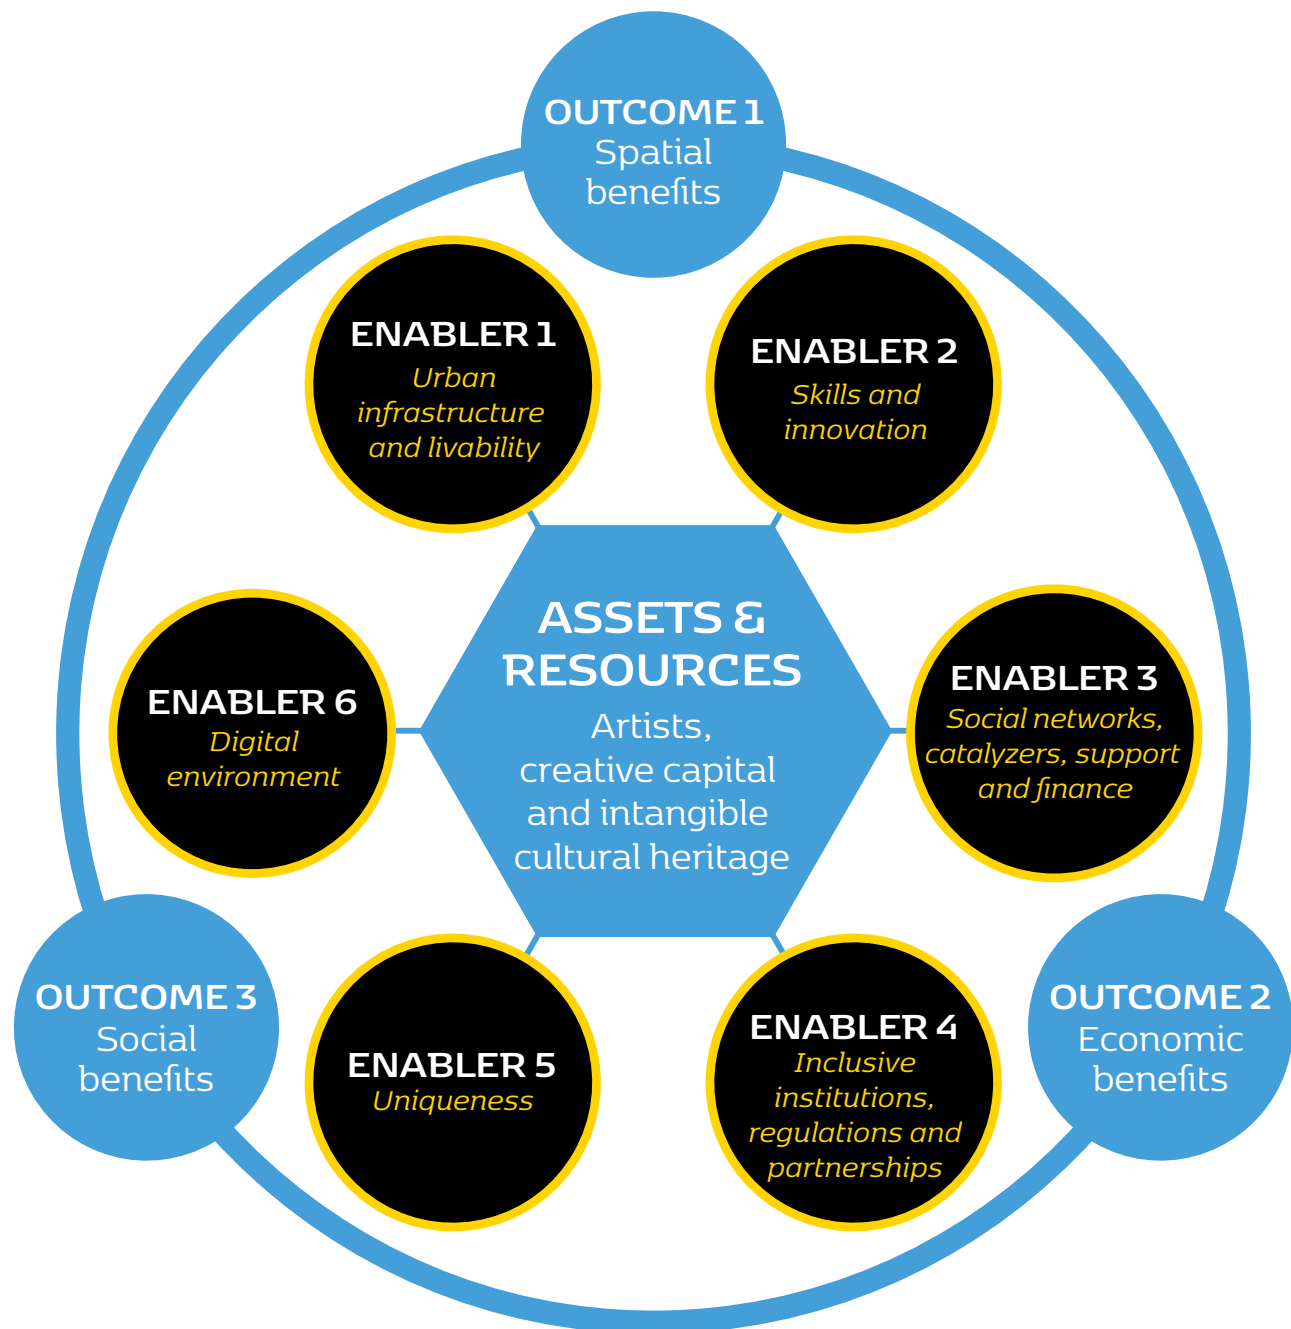 OUTCOME 1
Spatial
benefits
ENABLER 1
Urban
infrastructure
and livability
ENABLER 2
Skills and
innovation
ASSETS &
RESOURCES
Artists,
creative capital
and intangible
cultural heritage
ENABLER 3
Social networks,
catalyzers, support
and finance
ENABLER 6
Digital
environment
OUTCOME 3
Social
benefits
OUTCOME 2
Economic
benefits
ENABLER 5
Uniqueness
ENABLER 4
Inclusive
institutions,
regulations and
partnerships